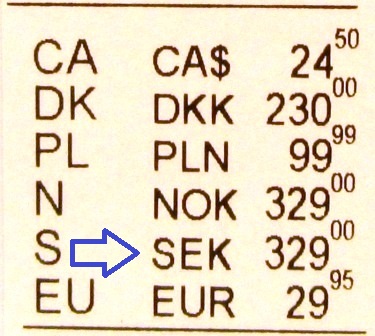 CA CA$ 24 50
DK DKK 230 00
PL PLN 99 99
N NOK 329 00
S SEK 329 00
EU EUR 29 95